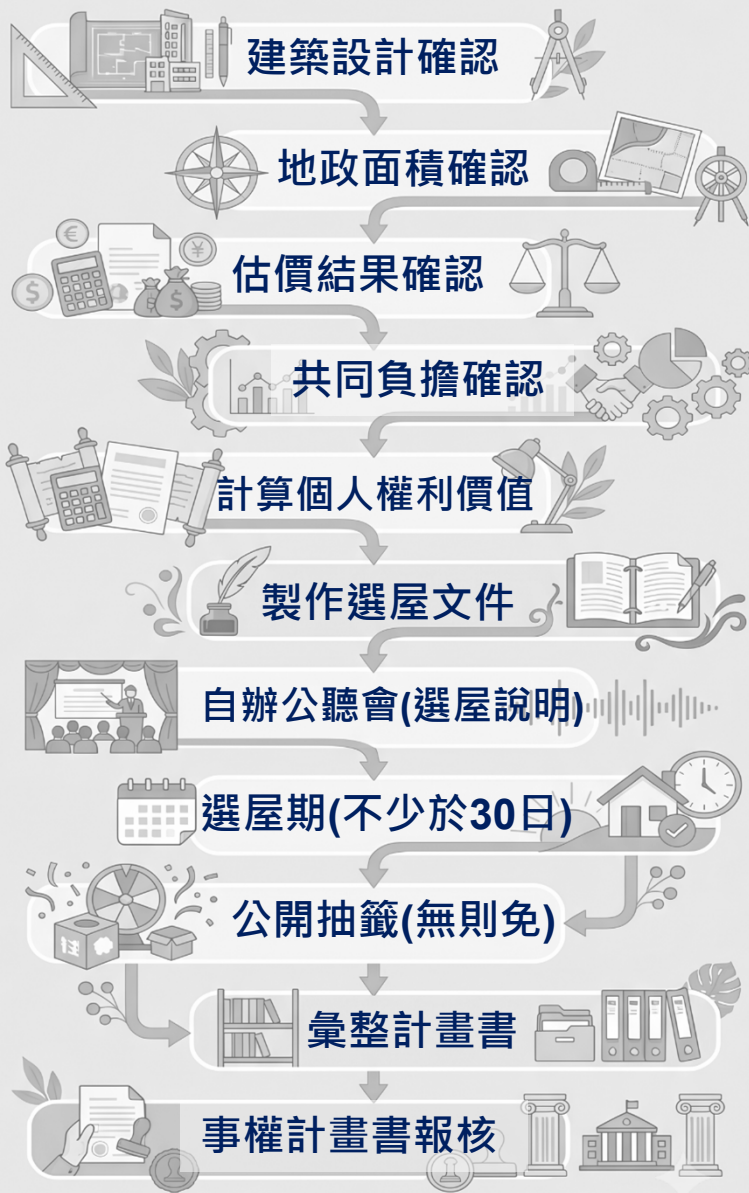 建築設計確認
地政面積確認
估價結果確認
共同負擔確認
計算個人權利價值
製作選屋文件
自辦公聽會(選屋說明)
選屋期(不少於30日)
公開抽籤(無則免)
彙整計畫書
事權計畫書報核